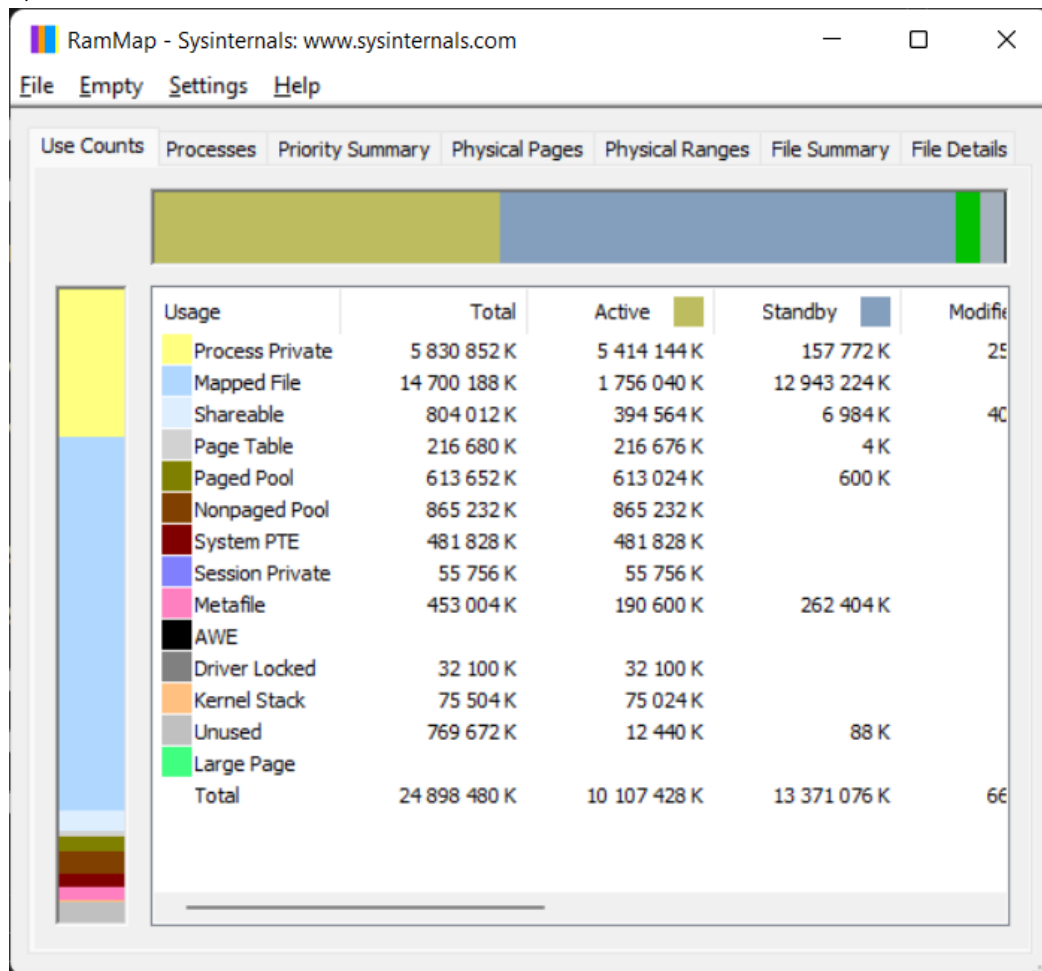 RamMap - Sysinternals: www.sysinternals.com
File Empty Settings Help
Use Counts Processes Priority Summary Physical Pages Physical Ranges File Summary File Details
Usage Total Active Standby Modifie
Process Private 5 830 852 K 5 414 144 K 157 772 K 25
Mapped File 14 700 188 K 1 756 040 K 12 943 224 K
Shareable 804 012 K 394 564 K 6 984 K 40
Page Table 216 680 K 216 676 K 4 K
Paged Pool 613 652 K 613 024 K 600 K
Nonpaged Pool 865 232 K 865 232 K
System PTE 481 828 K 481 828 K
Session Private 55 756 K 55 756 K
Metafile 453 004 K 190 600 K 262 404 K
AWE
Driver Locked 32 100 K 32 100 K
Kernel Stack 75 504 K 75 024 K
Unused 769 672 K 12 440 K 88 K
Large Page
Total 24 898 480 K 10 107 428 K 13 371 076 K 66